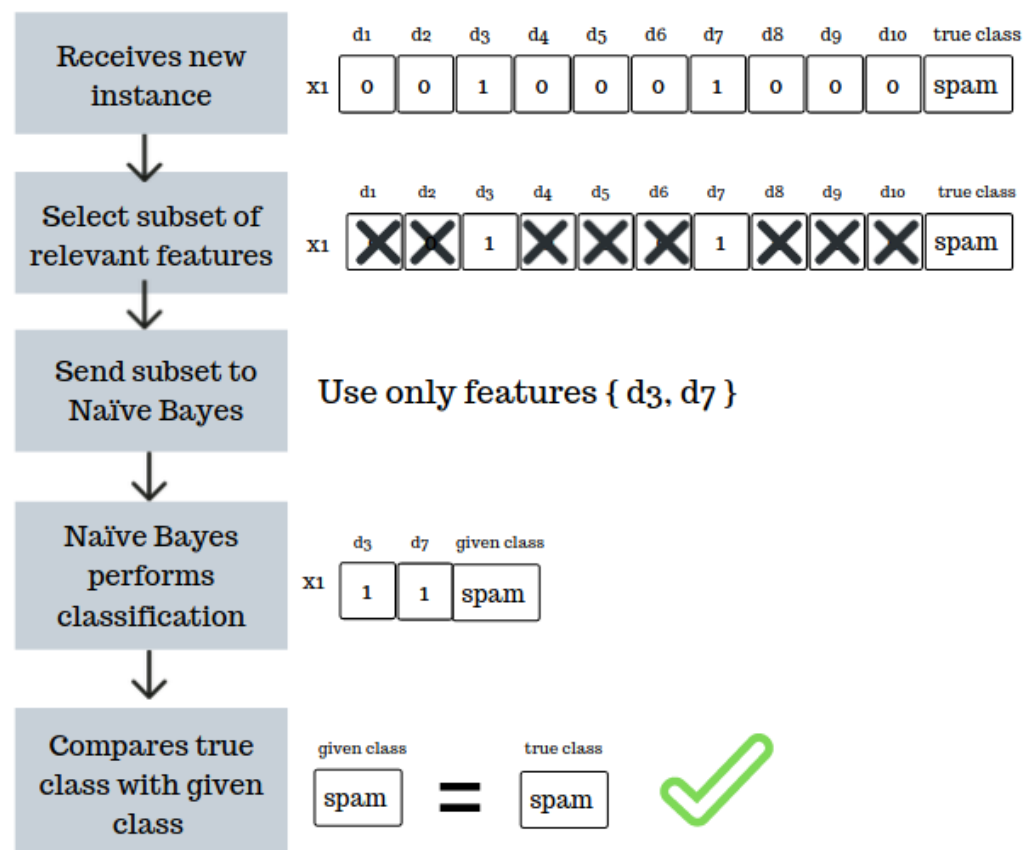 Receives new
instance
d1 d2 d3 d4 d5 d6 d7 d8 d9 d10 true class
x1 0 0 1 0 0 0 1 0 0 0 spam
Select subset of
relevant features
d1 d2 d3 d4 d5 d6 d7 d8 d9 d10 true class
x1 1 1 spam
Send subset to
Naïve Bayes
Use only features { d3, d7 }
Naïve Bayes
performs
classification
d3 d7 given class
x1 1 1 spam
Compares true
class with given
class
given class true class
spam = spam